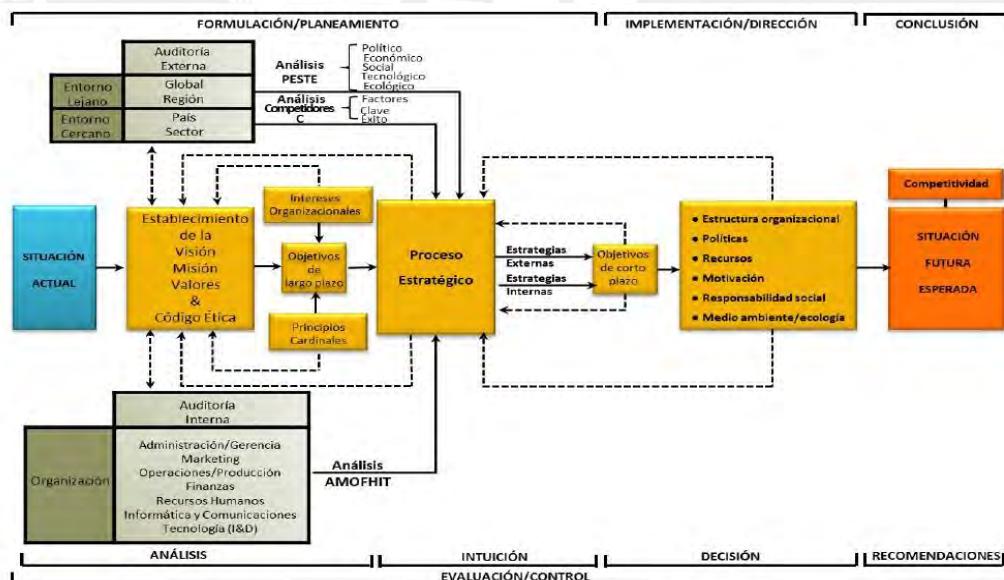 FORMULACIÓN/PLANEAMIENTO
IMPLEMENTACIÓN/DIRECCIÓN
CONCLUSIÓN
Auditoría
Externa
Entorno
Lejano
Global
Región
Entorno
Cercano
País
Sector
Análisis
PESTE
Político
Económico
Social
Tecnológico
Ecológico
Análisis
Competidores
C
Factores
Clave
Éxito
SITUACIÓN
ACTUAL
Establecimiento
de la
Visión
Misión
Valores
&
Código Ética
Intereses
Organizacionales
Objetivos
de
largo plazo
Principios
Cardinales
Proceso
Estratégico
Estrategias
Externas
Estrategias
Internas
Objetivos
de corto
plazo
• Estructura organizacional
• Políticas
• Recursos
• Motivación
• Responsabilidad social
• Medio ambiente/ecología
Competitividad
SITUACIÓN
FUTURA
ESPERADA
Auditoría
Interna
Organización
Administración/Gerencia
Marketing
Operaciones/Producción
Finanzas
Recursos Humanos
Informática y Comunicaciones
Tecnología (I&D)
Análisis
AMOFHIT
ANÁLISIS
INTUICIÓN
DECISIÓN
RECOMENDACIONES
EVALUACIÓN/CONTROL